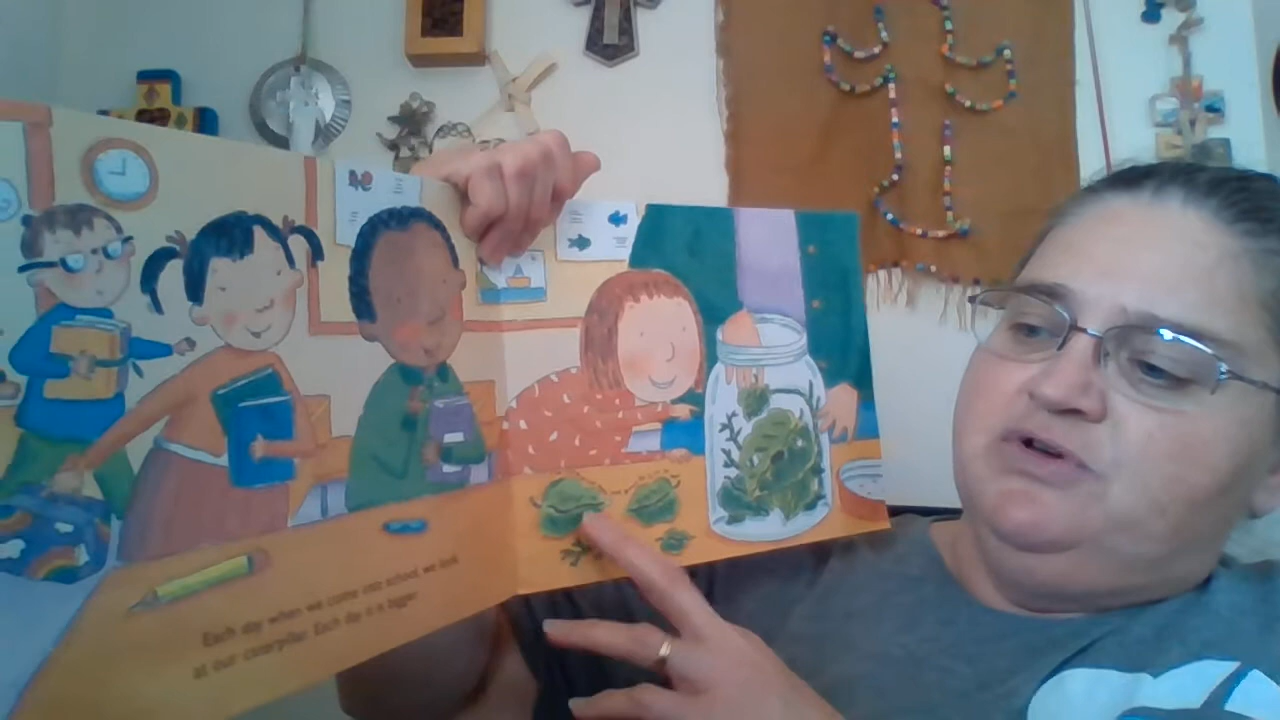 Each day when we come into school, we look
at our caterpillar. Each day it is bigger.